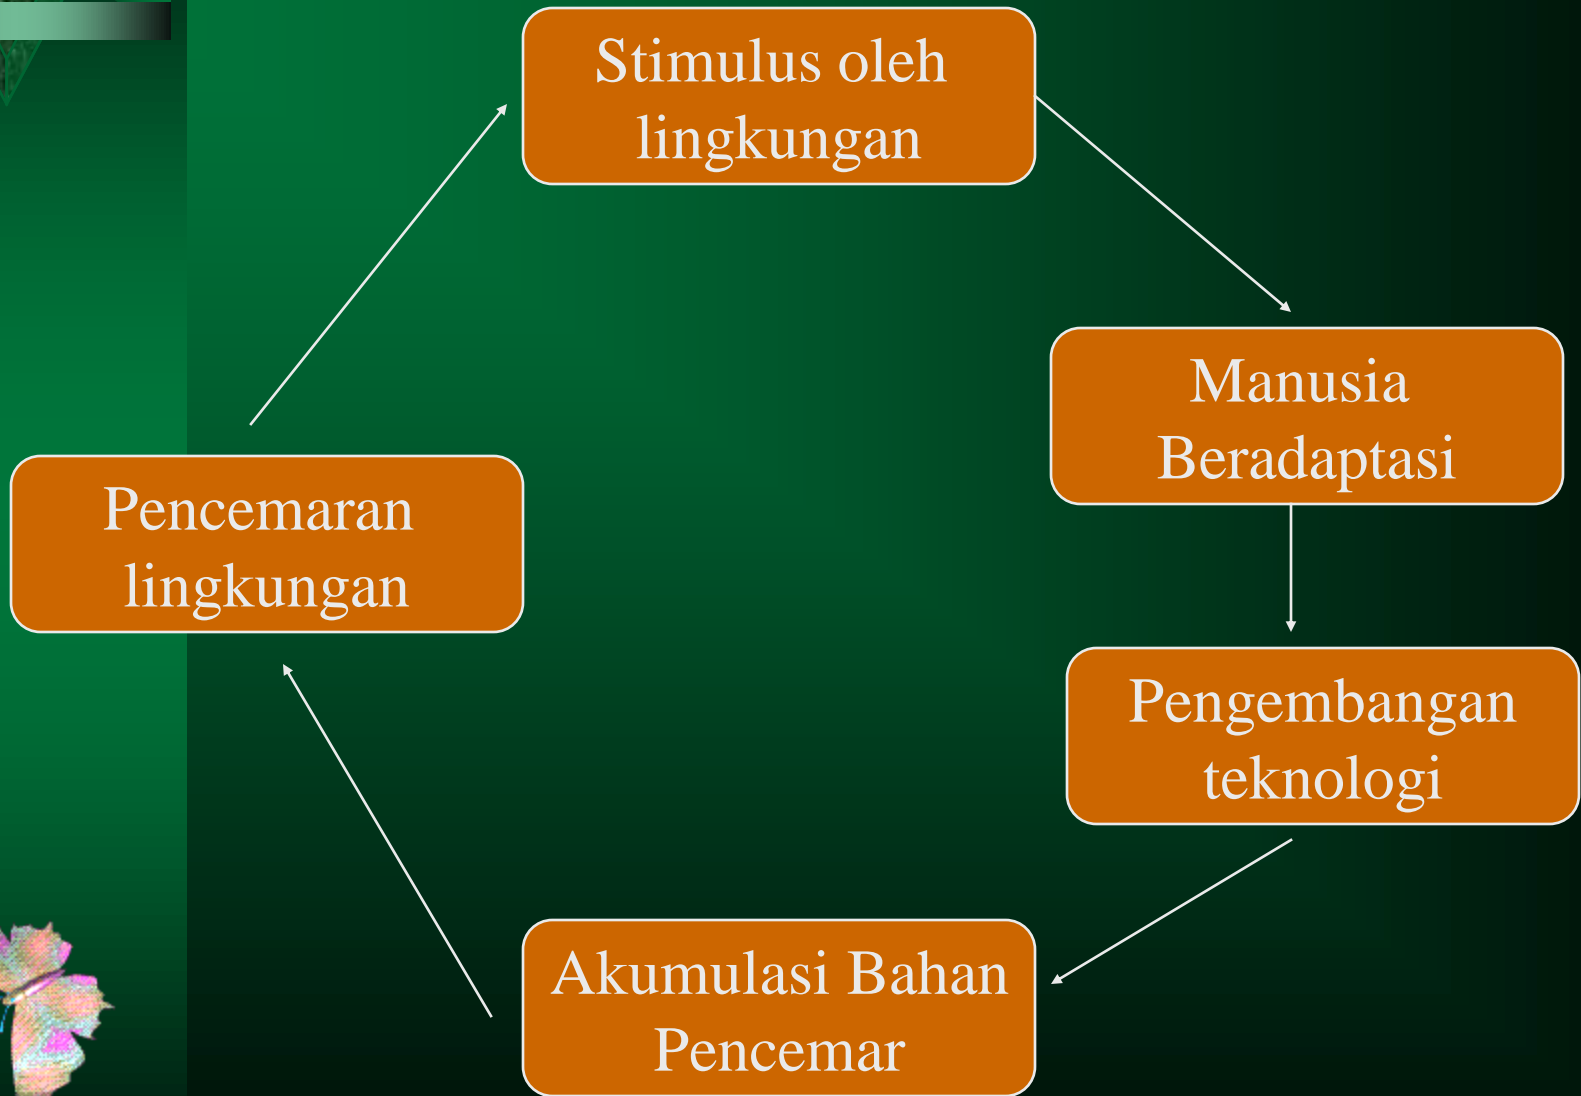 Stimulus oleh
lingkungan
Manusia
Beradaptasi
Pengembangan
teknologi
Akumulasi Bahan
Pencemar
Pencemaran
lingkungan